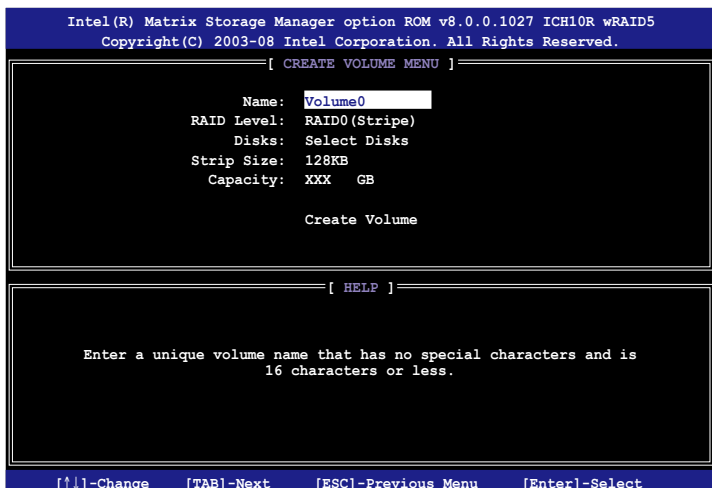 Intel(R) Matrix Storage Manager option ROM v8.0.0.1027 ICH10R wRAID5
Copyright(C) 2003-08 Intel Corporation. All Rights Reserved.
[ CREATE VOLUME MENU ]
Name: Volume0
RAID Level: RAID0(Stripe)
Disks: Select Disks
Strip Size: 128KB
Capacity: XXX GB
Create Volume
[ HELP ]
Enter a unique volume name that has no special characters and is
16 characters or less.
[↑↓]-Change [TAB]-Next [ESC]-Previous Menu [Enter]-Select